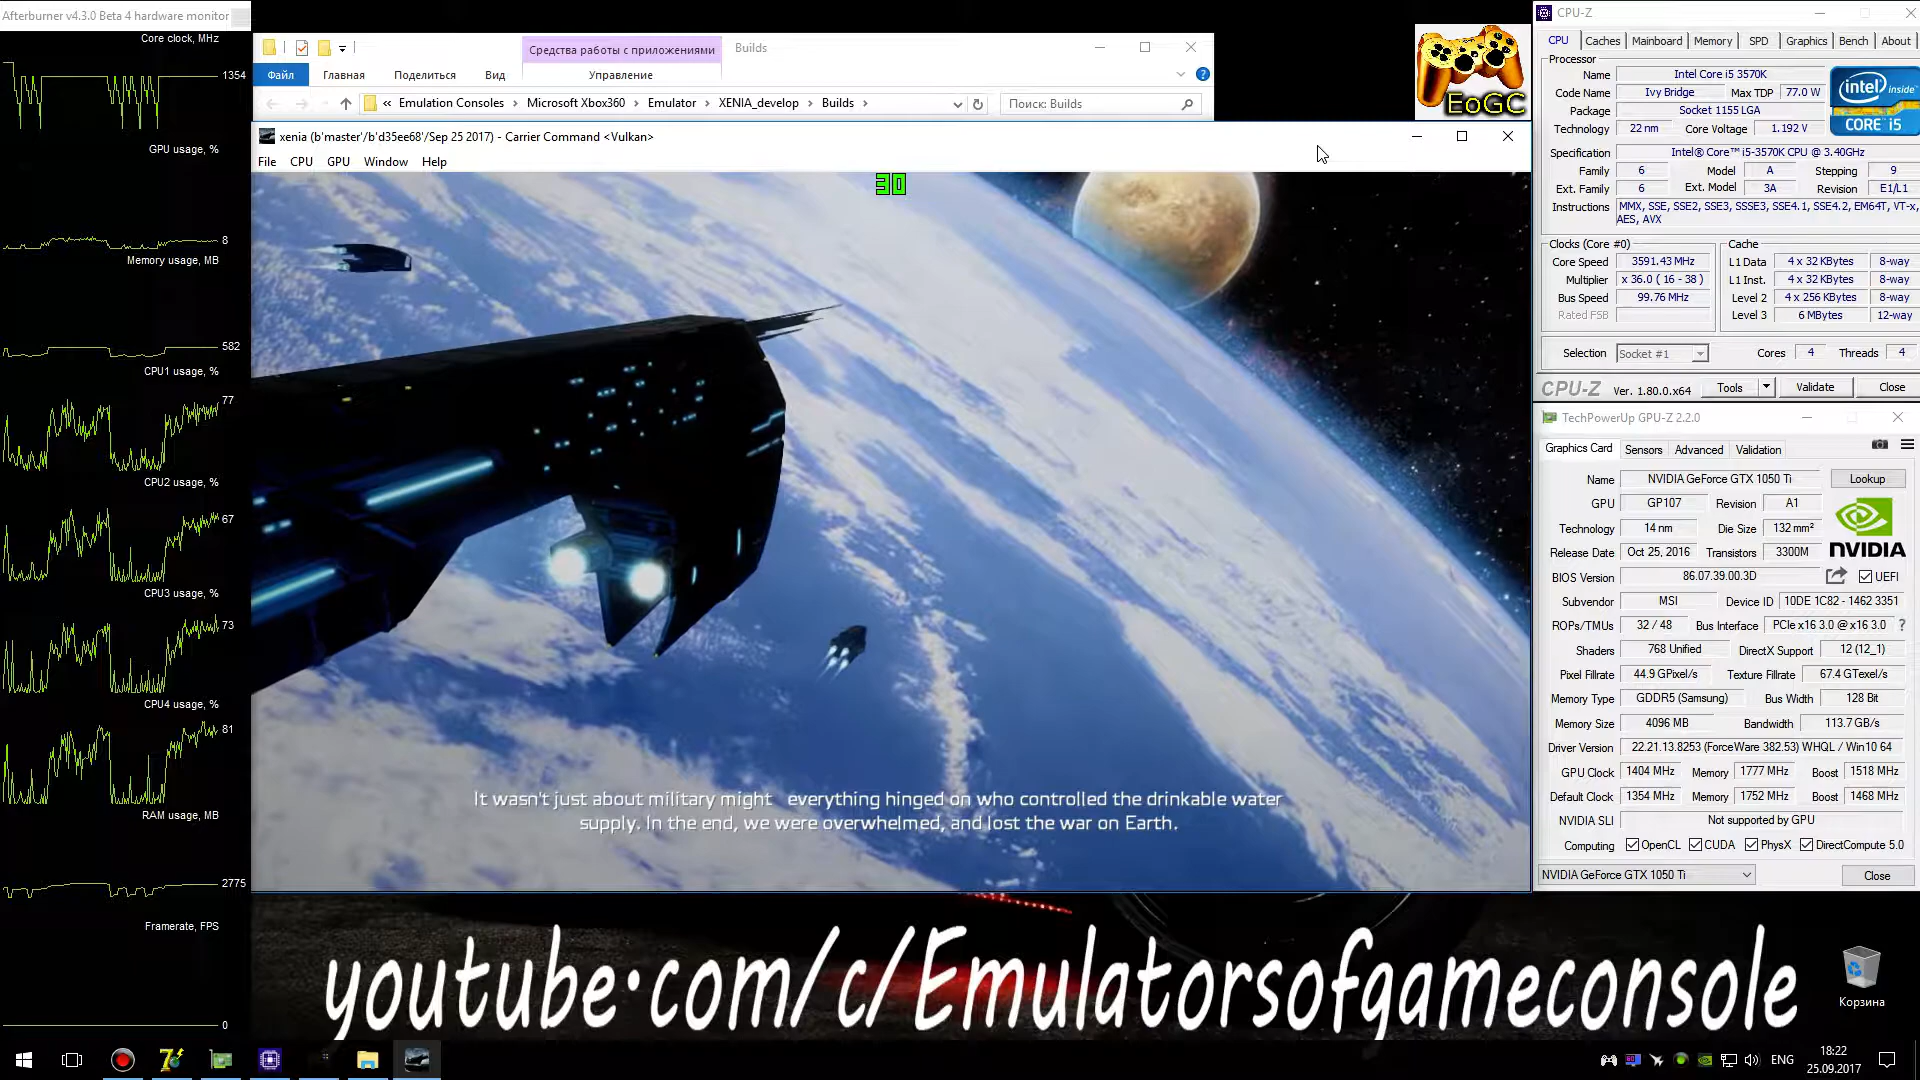 Afterburner v4.3.0 Beta 4 hardware monitor
Core clock, MHz
1354
GPU usage, %
8
Memory usage, MB
582
CPU1 usage, %
77
CPU2 usage, %
67
CPU3 usage, %
73
CPU4 usage, %
81
RAM usage, MB
2775
Framerate, FPS
0
Средства работы с приложениями
Builds
Файл
Главная
Поделиться
Вид
Управление
« Emulation Consoles > Microsoft Xbox360 > Emulator > XENIA_develop > Builds >
Поиск: Builds
EoGC
xenia (b'master'/b'd35ee68'/Sep 25 2017) - Carrier Command <Vulkan>
File CPU GPU Window Help
30
It wasn't just about military might everything hinged on who controlled the drinkable water
supply. In the end, we were overwhelmed, and lost the war on Earth.
CPU-Z
CPU Caches Mainboard Memory SPD Graphics Bench About
Processor
Name Intel Core i5 3570K
Code Name Ivy Bridge Max TDP 77.0 W
Package Socket 1155 LGA
Technology 22 nm Core Voltage 1.192 V
intel inside™
CORE i5
Specification Intel® Core™ i5-3570K CPU @ 3.40GHz
Family 6 Model A Stepping 9
Ext. Family 6 Ext. Model 3A Revision E1/L1
Instructions MMX, SSE, SSE2, SSE3, SSSE3, SSE4.1, SSE4.2, EM64T, VT-x,
AES, AVX
Clocks (Core #0)
Core Speed 3591.43 MHz
Multiplier x 36.0 ( 16 - 38 )
Bus Speed 99.76 MHz
Rated FSB
Cache
L1 Data 4 x 32 KBytes 8-way
L1 Inst. 4 x 32 KBytes 8-way
Level 2 4 x 256 KBytes 8-way
Level 3 6 MBytes 12-way
Selection Socket #1 Cores 4 Threads 4
CPU-Z Ver. 1.80.0.x64 Tools Validate Close
TechPowerUp GPU-Z 2.2.0
Graphics Card Sensors Advanced Validation
Name NVIDIA GeForce GTX 1050 Ti Lookup
GPU GP107 Revision A1
Technology 14 nm Die Size 132 mm²
Release Date Oct 25, 2016 Transistors 3300M
NVIDIA
BIOS Version 86.07.39.00.3D UEFI
Subvendor MSI Device ID 10DE 1C82 - 1462 3351
ROPs/TMUs 32 / 48 Bus Interface PCIe x16 3.0 @ x16 3.0 ?
Shaders 768 Unified DirectX Support 12 (12_1)
Pixel Fillrate 44.9 GPixel/s Texture Fillrate 67.4 GTexel/s
Memory Type GDDR5 (Samsung) Bus Width 128 Bit
Memory Size 4096 MB Bandwidth 113.7 GB/s
Driver Version 22.21.13.8253 (ForceWare 382.53) WHQL / Win10 64
GPU Clock 1404 MHz Memory 1777 MHz Boost 1518 MHz
Default Clock 1354 MHz Memory 1752 MHz Boost 1468 MHz
NVIDIA SLI Not supported by GPU
Computing OpenCL CUDA PhysX DirectCompute 5.0
NVIDIA GeForce GTX 1050 Ti Close
youtube.com/c/Emulatorsofgameconsole
Корзина
ENG
18:22
25.09.2017